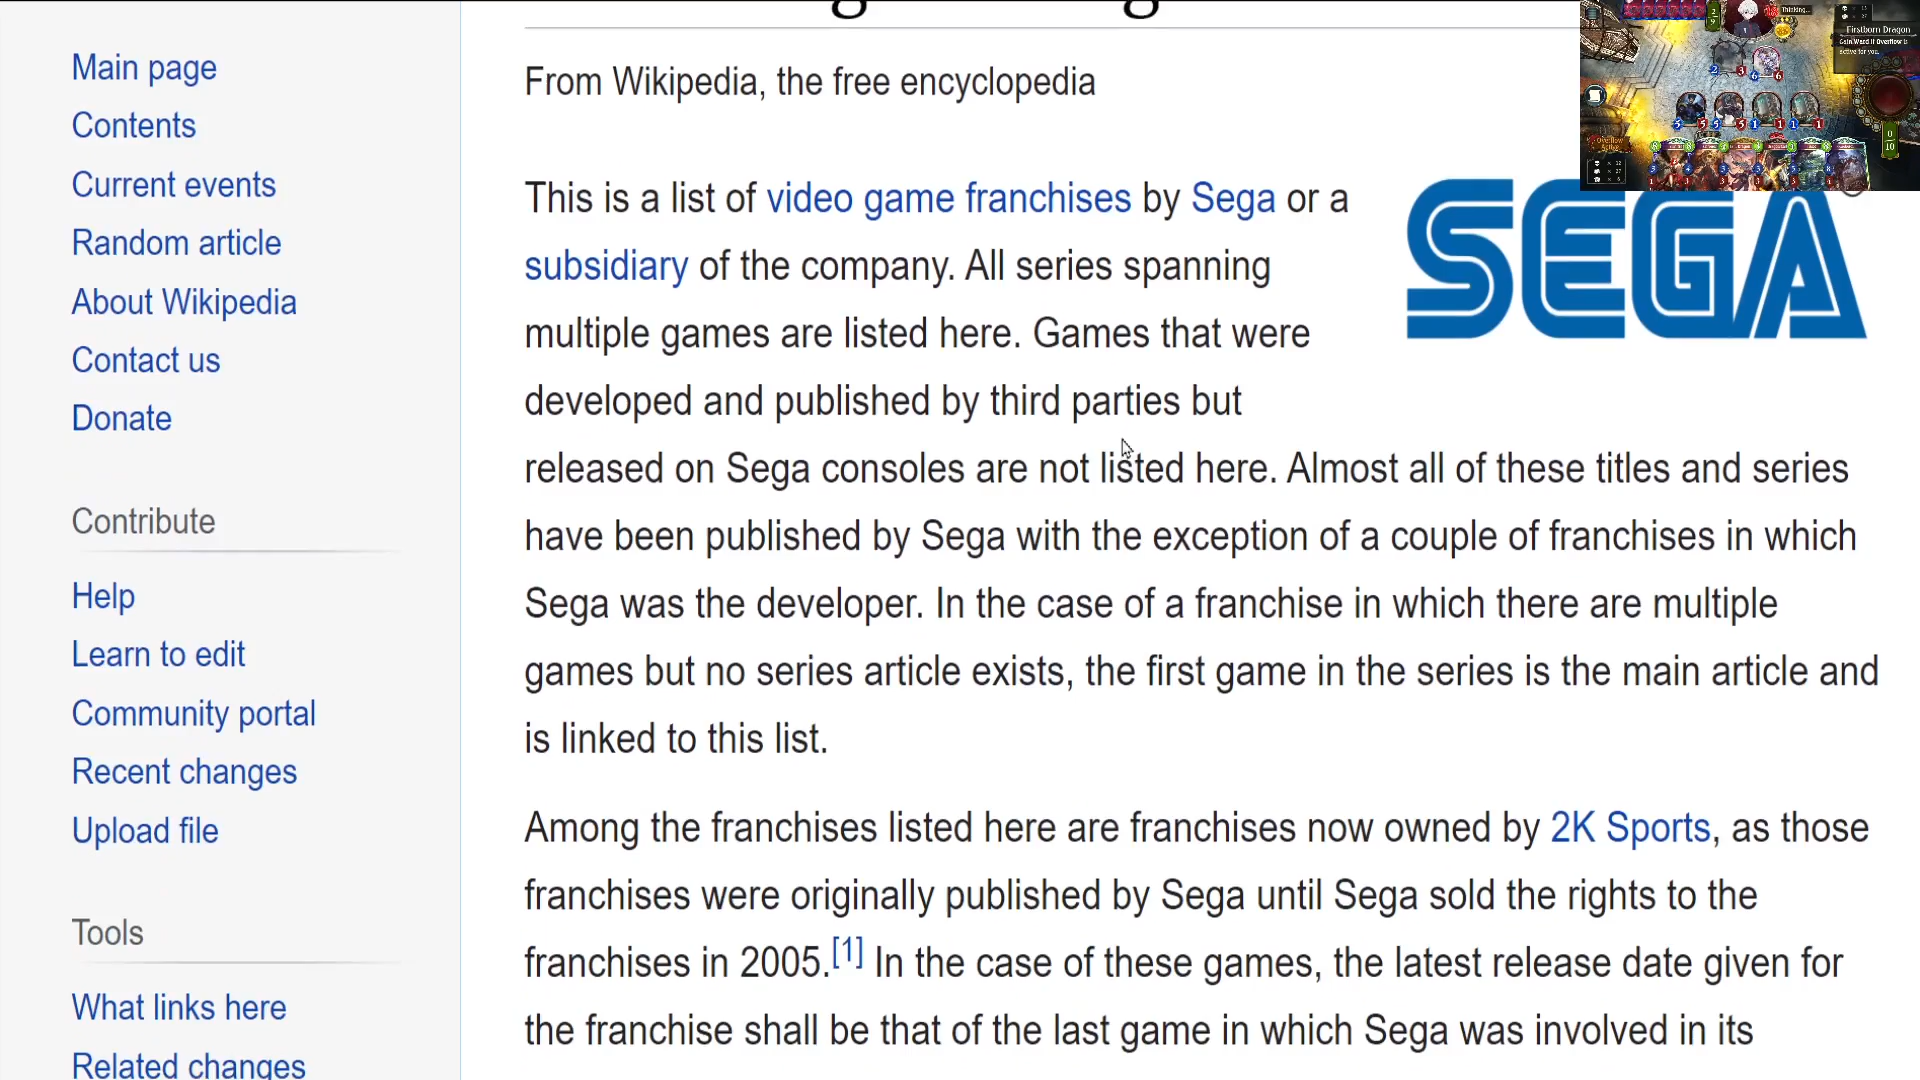 Main page
Contents
Current events
Random article
About Wikipedia
Contact us
Donate
Contribute
Help
Learn to edit
Community portal
Recent changes
Upload file
Tools
What links here
Related changes
From Wikipedia, the free encyclopedia
This is a list of video game franchises by Sega or a
subsidiary of the company. All series spanning
multiple games are listed here. Games that were
developed and published by third parties but
released on Sega consoles are not listed here. Almost all of these titles and series
have been published by Sega with the exception of a couple of franchises in which
Sega was the developer. In the case of a franchise in which there are multiple
games but no series article exists, the first game in the series is the main article and
is linked to this list.
Among the franchises listed here are franchises now owned by 2K Sports, as those
franchises were originally published by Sega until Sega sold the rights to the
franchises in 2005.[1] In the case of these games, the latest release date given for
the franchise shall be that of the last game in which Sega was involved in its
SEGA
Thinking...
Firstborn Dragon
Gain Ward if Overflow is
active for you.